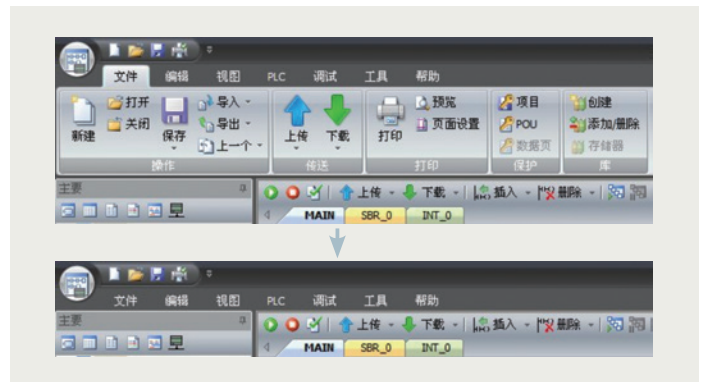 文件 编辑 视图 PLC 调试 工具 帮助
新建 打开 关闭 保存 导入 导出 上一个 上传 下载 打印 预览 页面设置 项目 POU 数据页 创建 添加/删除 存储器
操作 传送 打印 保护 库
主要 上传 下载 插入 删除
MAIN SBR_0 INT_0
文件 编辑 视图 PLC 调试 工具 帮助
主要 上传 下载 插入 删除
MAIN SBR_0 INT_0